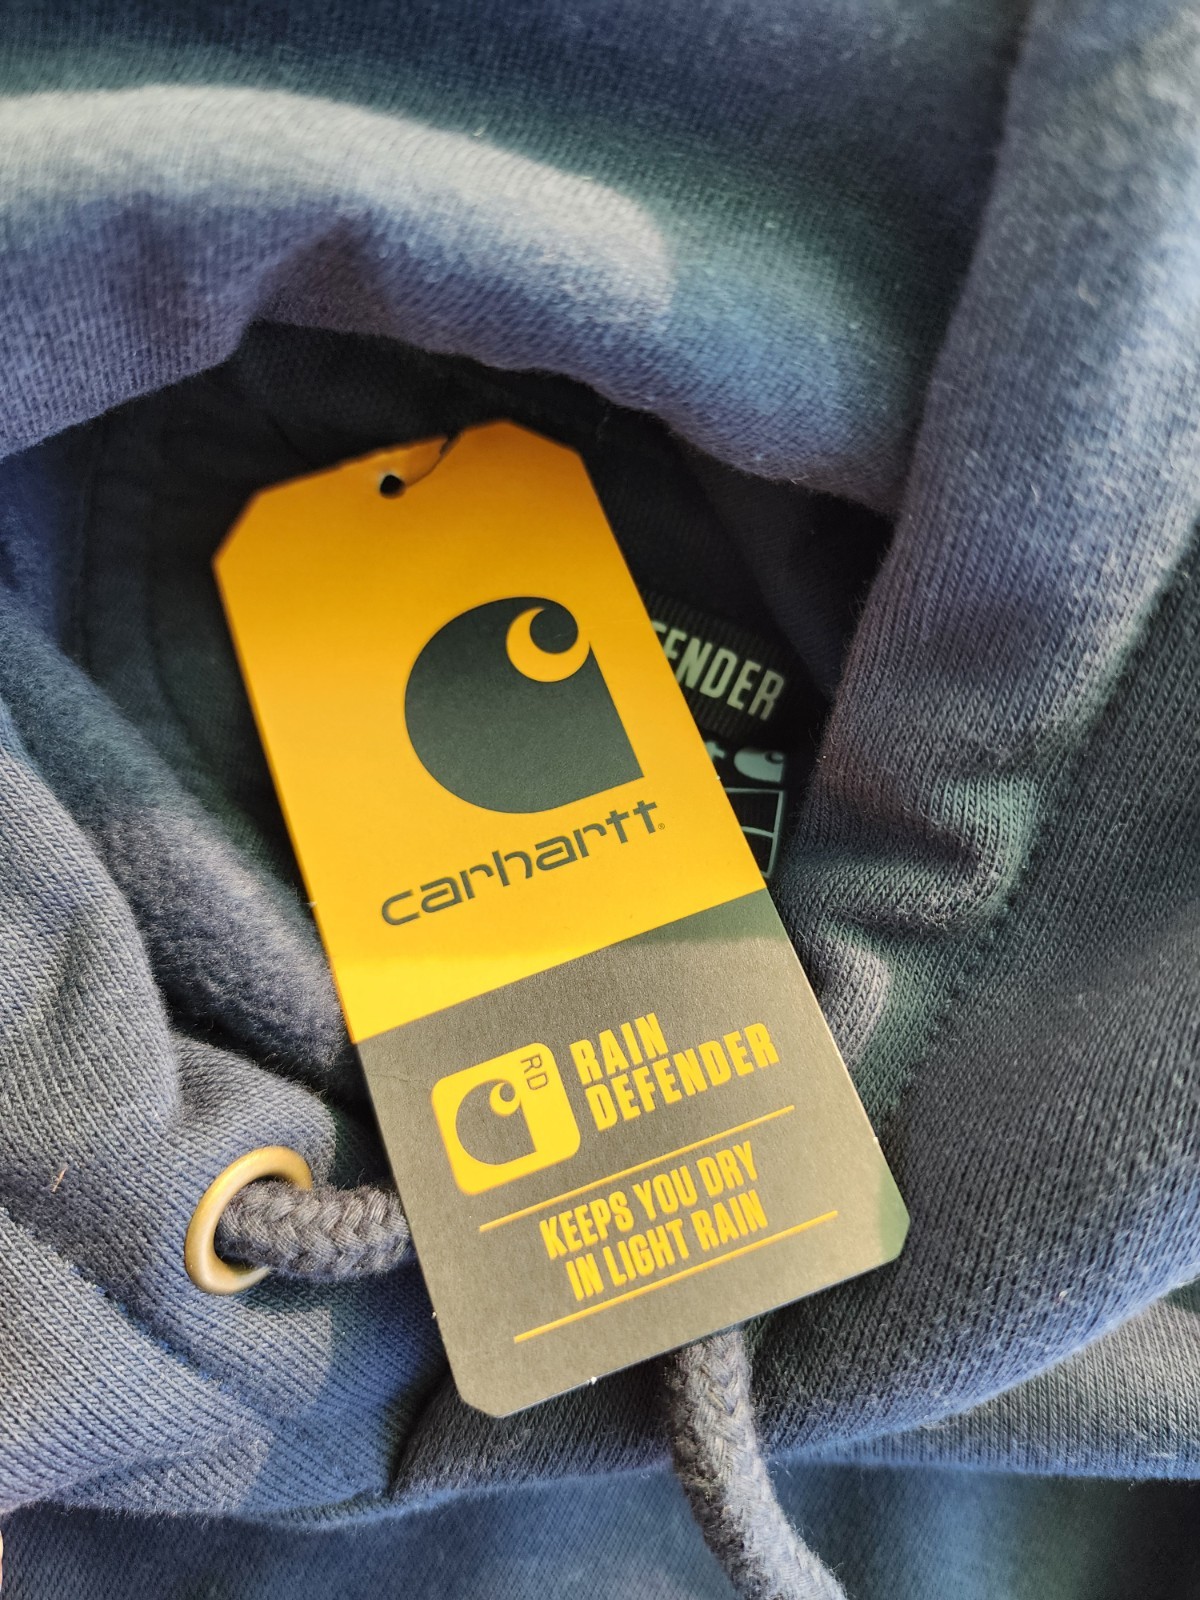 carhartt®
RD
RAIN
DEFENDER
KEEPS YOU DRY
IN LIGHT RAIN
ENDER
t